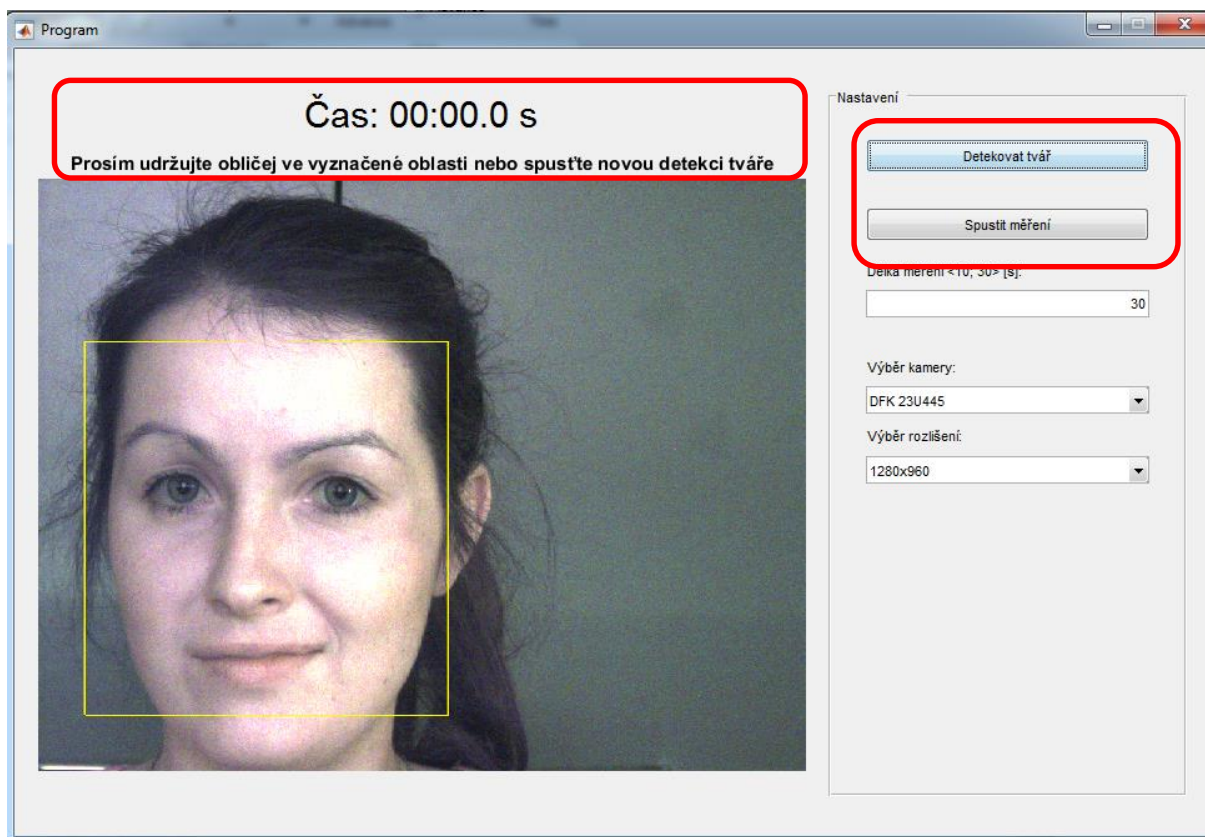 Program
Čas: 00:00.0 s
Prosím udržujte obličej ve vyznačené oblasti nebo spusťte novou detekci tváře
Nastavení
Detekovat tvář
Spustit měření
Délka měření <10, 30> [s]:
30
Výběr kamery:
DFK 23U445
Výběr rozlišení:
1280x960